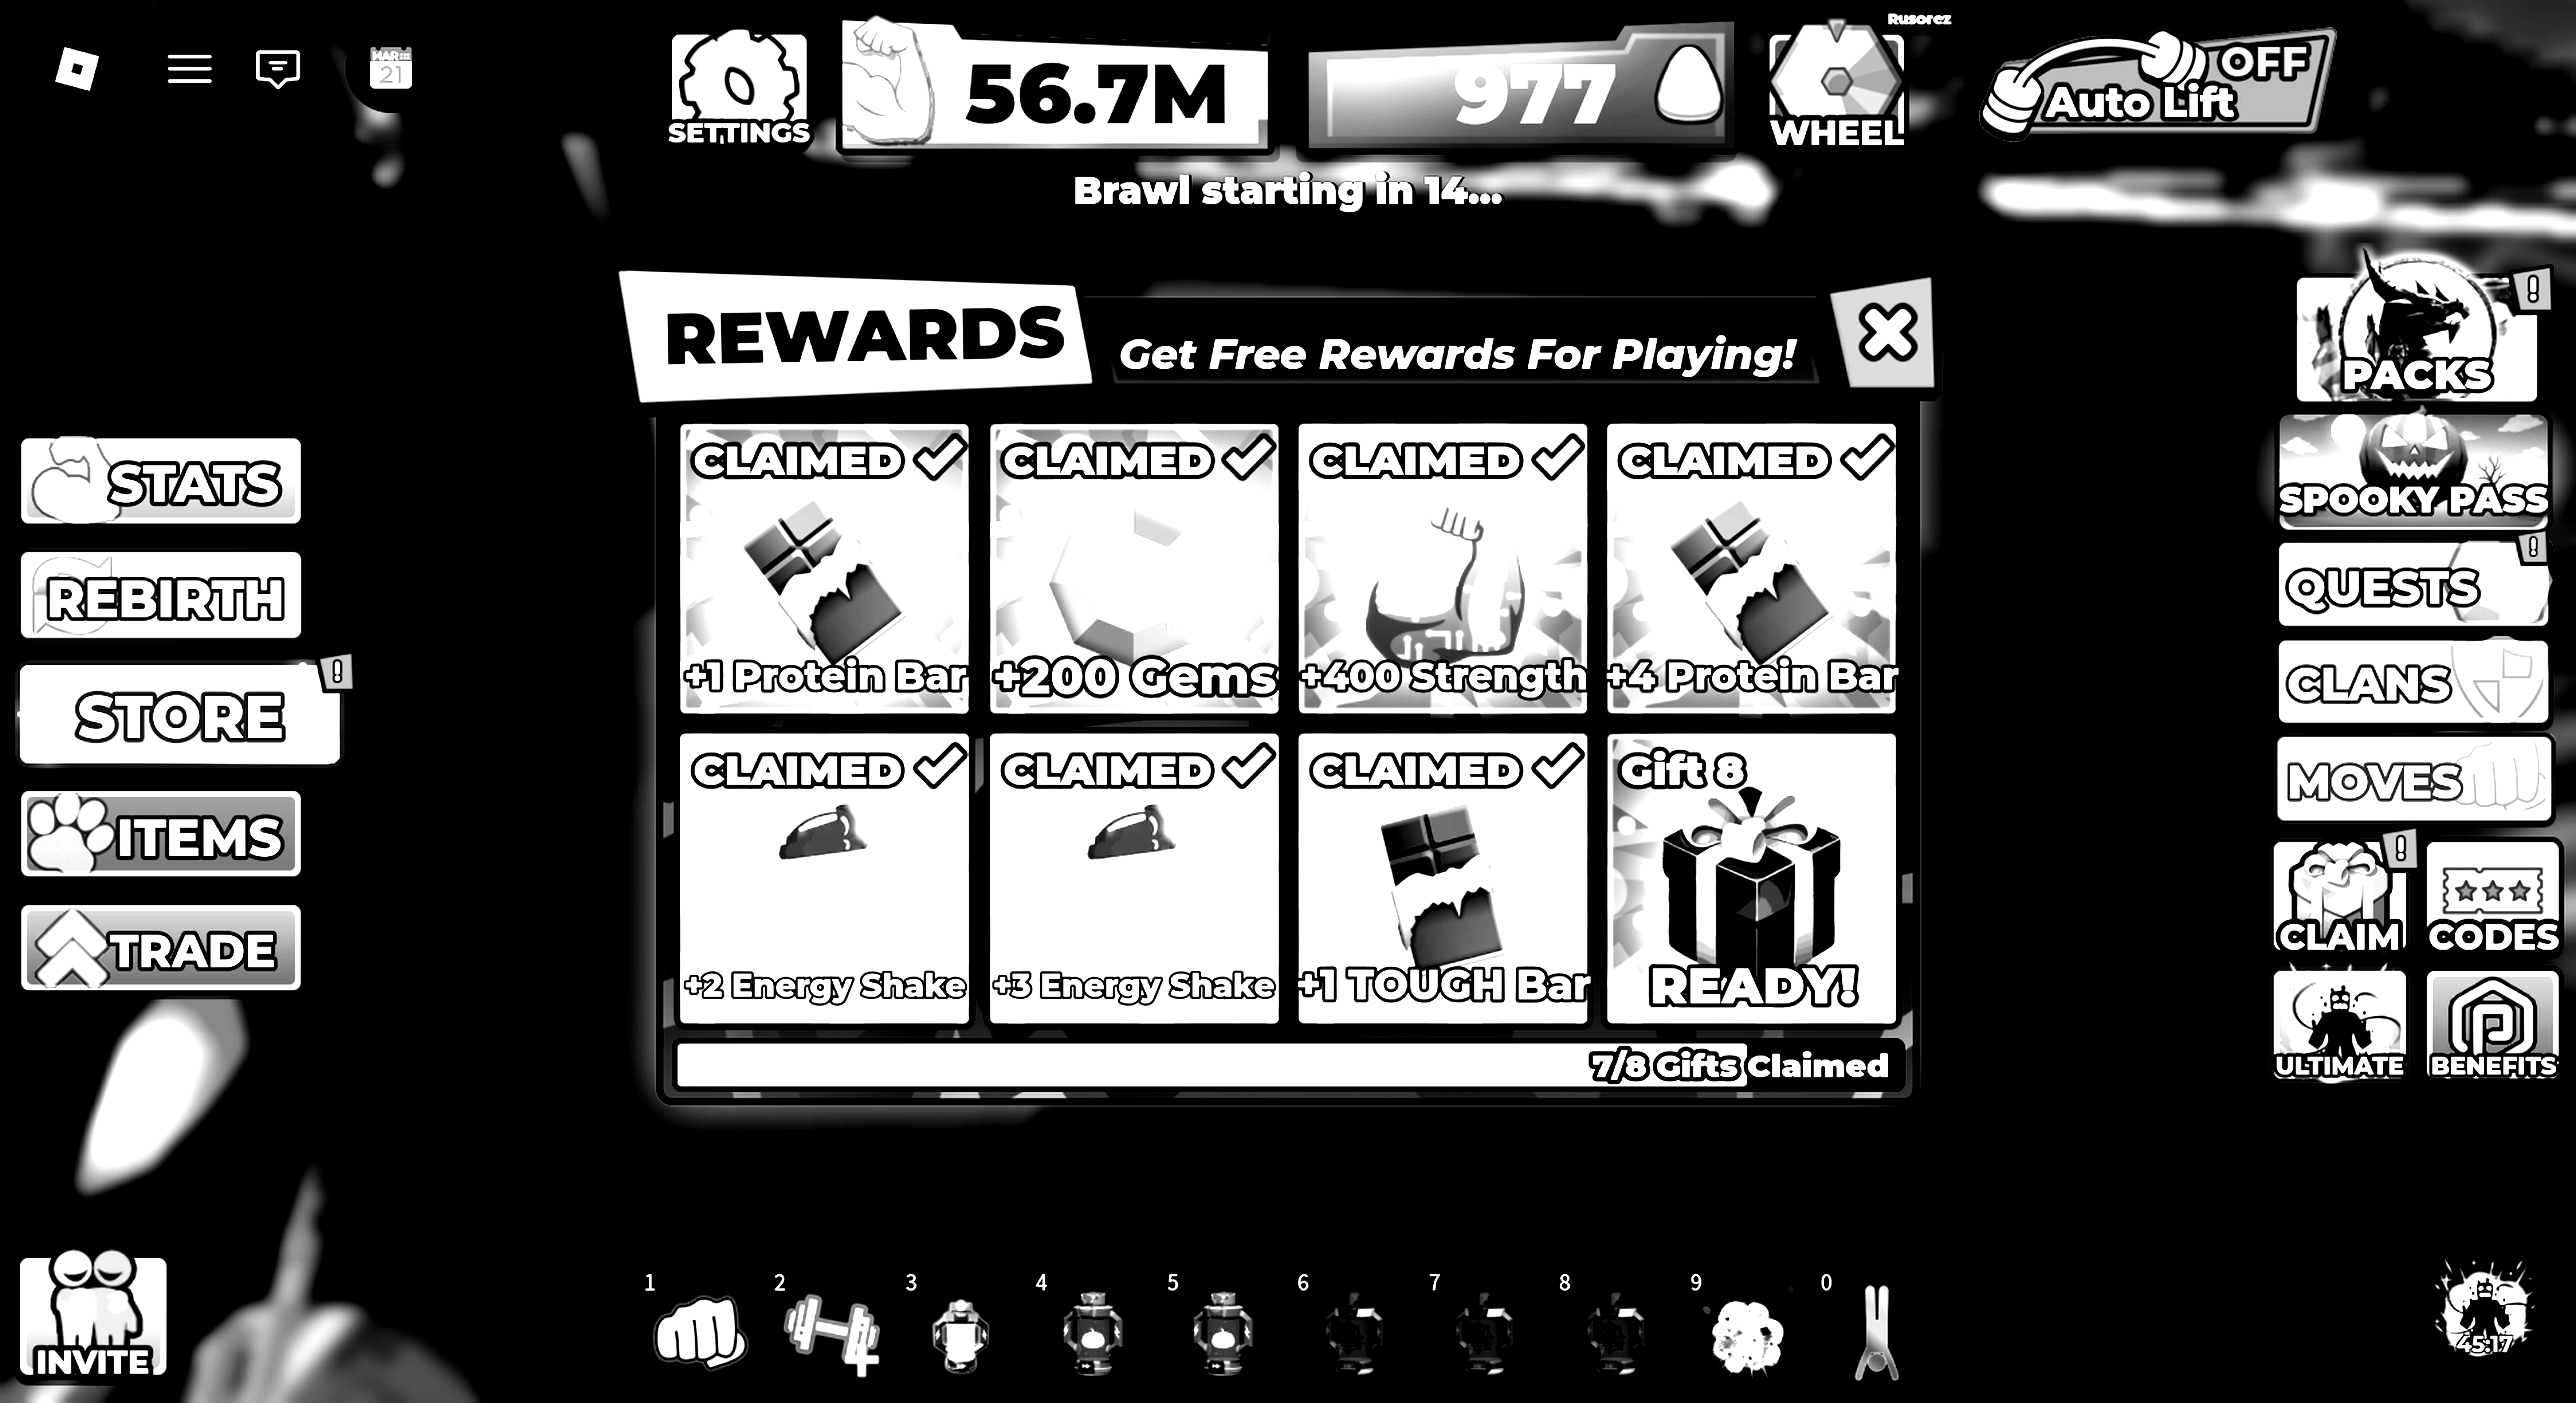 Rusorez
MAR
21
SETTINGS
56.7M
977
WHEEL
OFF
Auto Lift
Brawl starting in 14...
REWARDS
Get Free Rewards For Playing!
!
PACKS
CLAIMED
CLAIMED
CLAIMED
CLAIMED
+1 Protein Bar
+200 Gems
+400 Strength
+4 Protein Bar
CLAIMED
CLAIMED
CLAIMED
Gift 8
+2 Energy Shake
+3 Energy Shake
+1 TOUGH Bar
READY!
7/8 Gifts Claimed
STATS
REBIRTH
!
STORE
ITEMS
TRADE
SPOOKY PASS
!
QUESTS
CLANS
MOVES
!
CLAIM
CODES
ULTIMATE
BENEFITS
INVITE
1
2
3
4
5
6
7
8
9
0
45:17